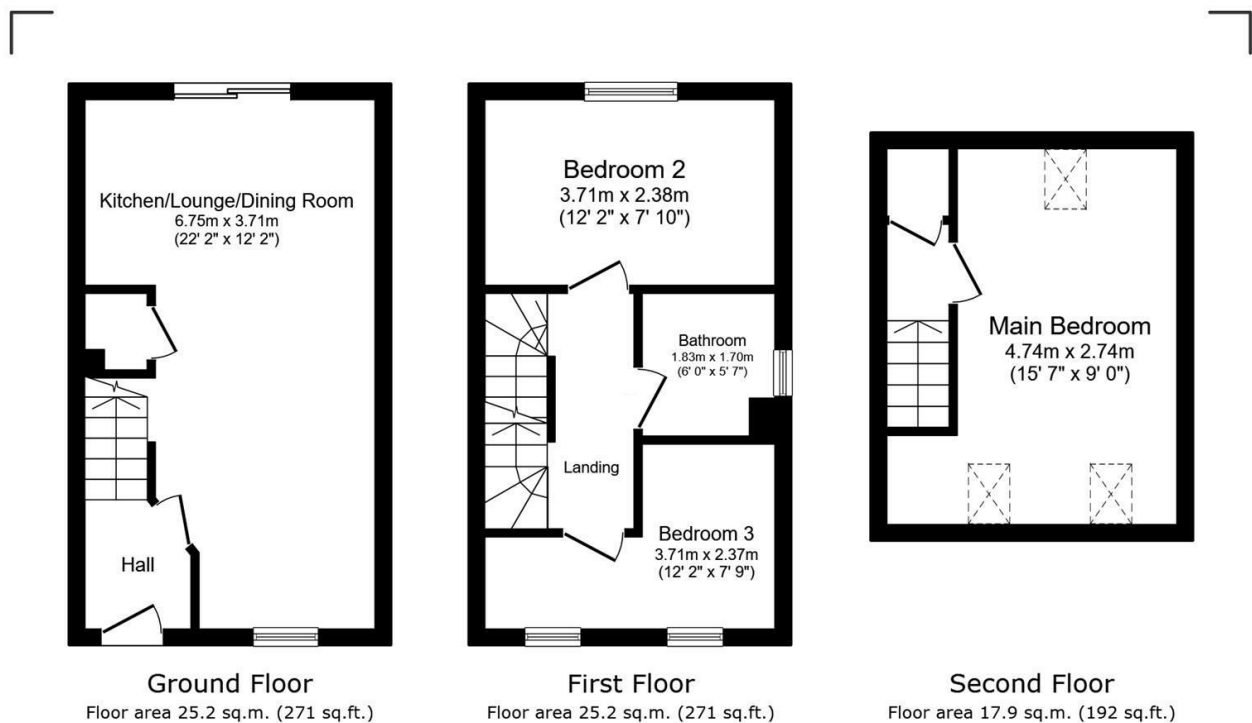 Kitchen/Lounge/Dining Room
6.75m x 3.71m
(22' 2" x 12' 2")
Hall
Ground Floor
Floor area 25.2 sq.m. (271 sq.ft.)
Bedroom 2
3.71m x 2.38m
(12' 2" x 7' 10")
Bathroom
1.83m x 1.70m
(6' 0" x 5' 7")
Landing
Bedroom 3
3.71m x 2.37m
(12' 2" x 7' 9")
First Floor
Floor area 25.2 sq.m. (271 sq.ft.)
Main Bedroom
4.74m x 2.74m
(15' 7" x 9' 0")
Second Floor
Floor area 17.9 sq.m. (192 sq.ft.)